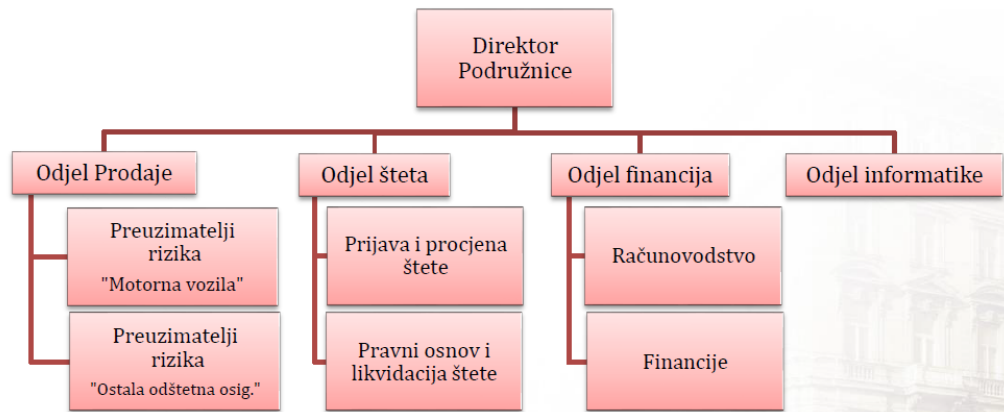 Direktor
Podružnice
Odjel Prodaje
Odjel šteta
Odjel financija
Odjel informatike
Preuzimatelji
rizika
"Motorna vozila"
Prijava i procjena
štete
Računovodstvo
Preuzimatelji
rizika
"Ostala odštetna osig."
Pravni osnov i
likvidacija štete
Financije